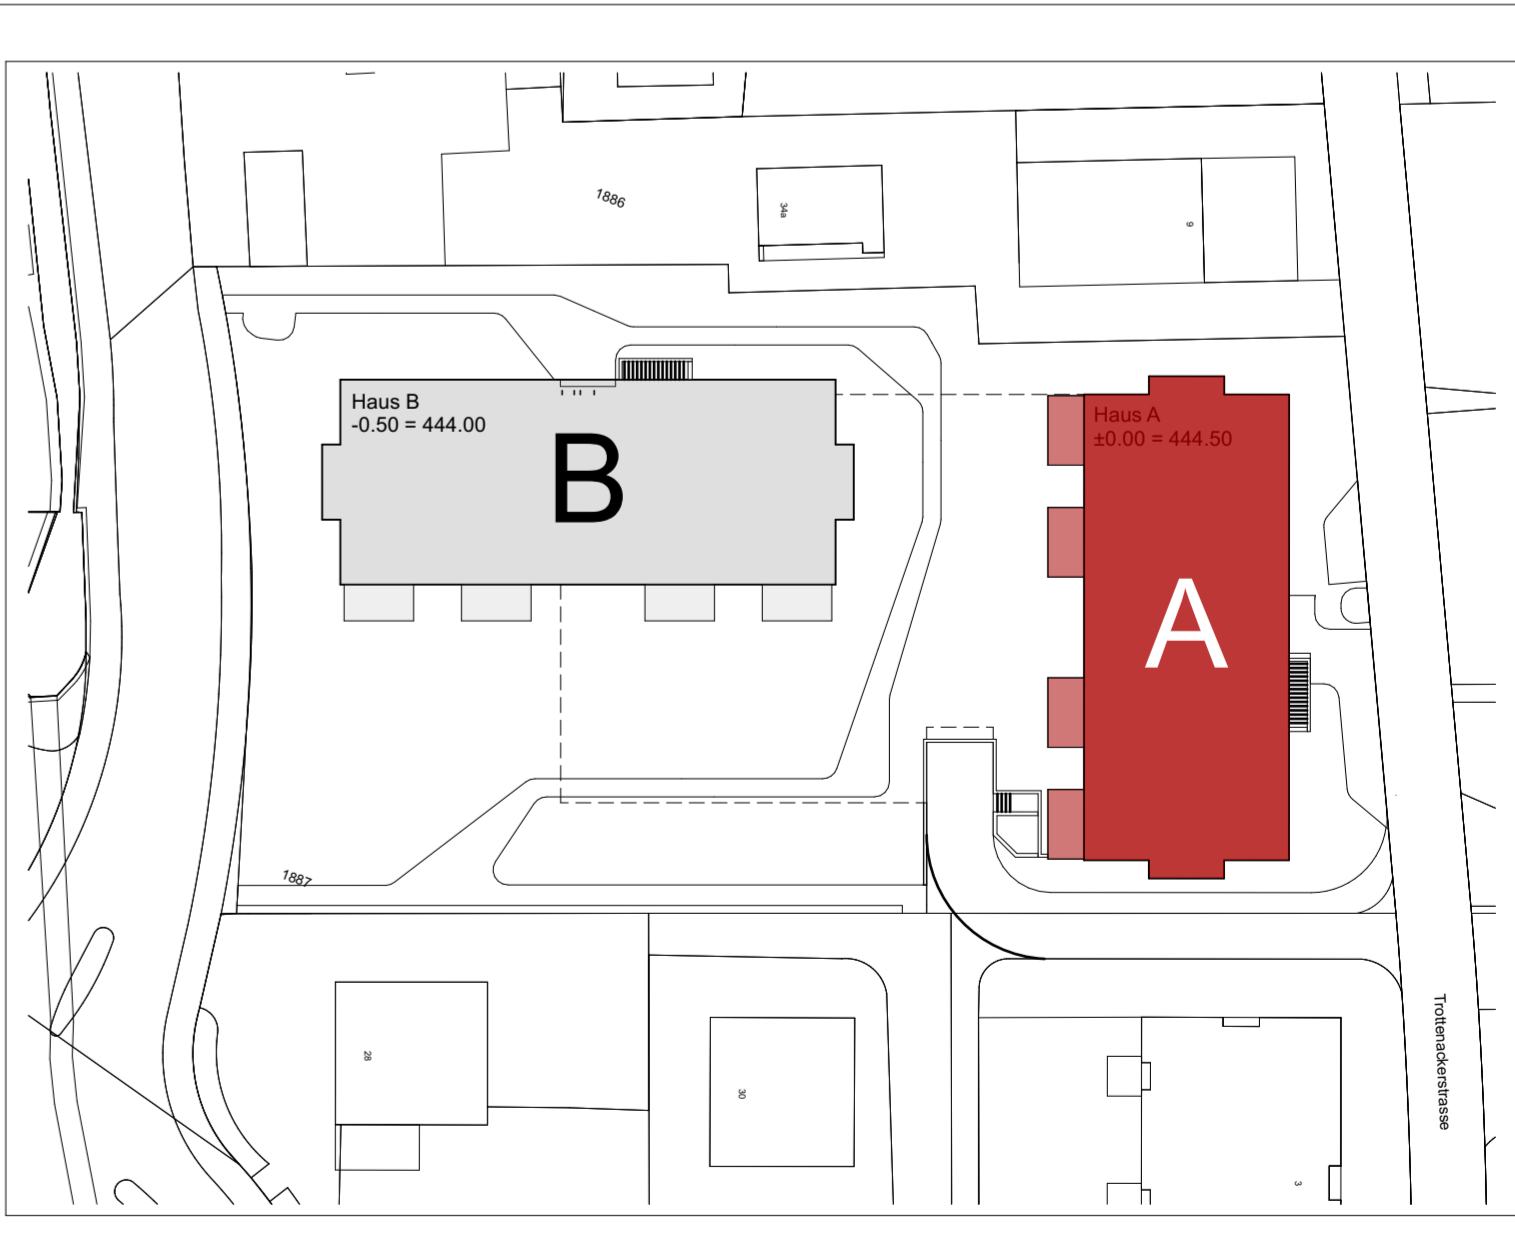 1886
34a
9
Haus B
-0.50 = 444.00
B
Haus A
±0.00 = 444.50
A
1887
28
30
3
Trottenackerstrasse